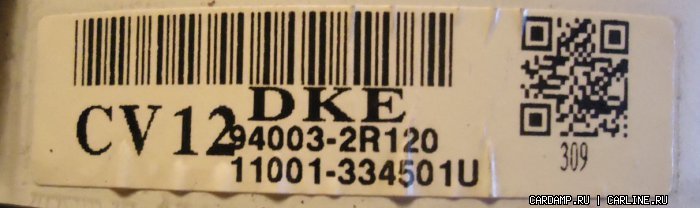 DKE
CV12
94003-2R120
11001-334501U
309
CARDAMP.RU | CARLINE.RU